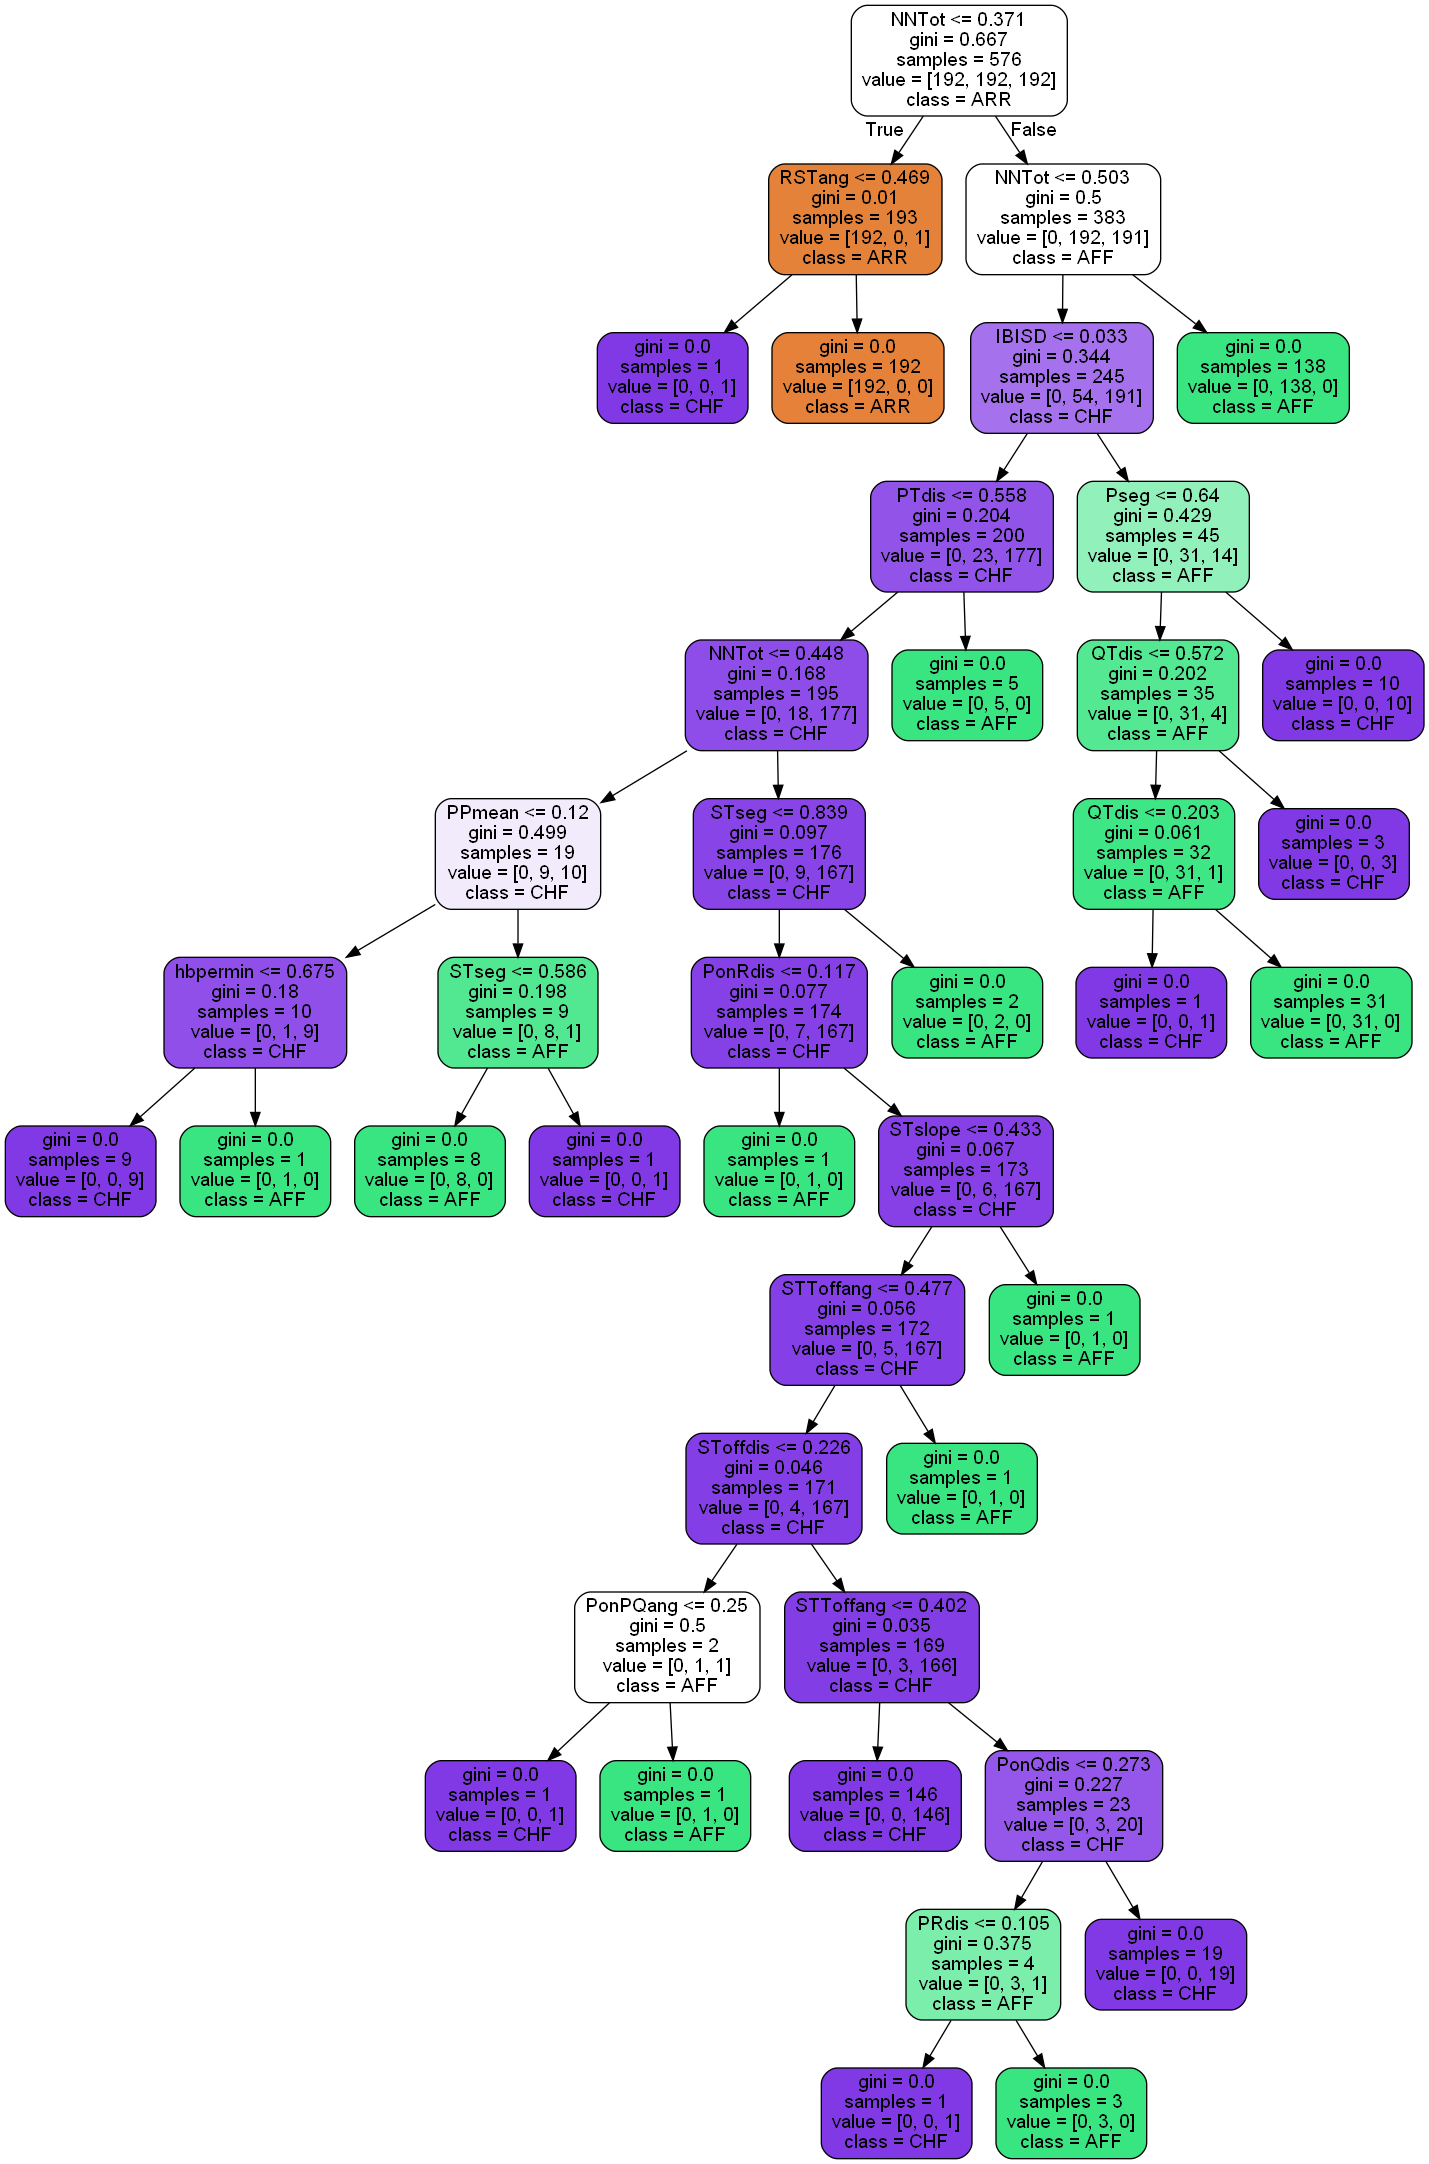 NNTot <= 0.371
gini = 0.667
samples = 576
value = [192, 192, 192]
class = ARR
True
False
RSTang <= 0.469
gini = 0.01
samples = 193
value = [192, 0, 1]
class = ARR
NNTot <= 0.503
gini = 0.5
samples = 383
value = [0, 192, 191]
class = AFF
gini = 0.0
samples = 1
value = [0, 0, 1]
class = CHF
gini = 0.0
samples = 192
value = [192, 0, 0]
class = ARR
IBISD <= 0.033
gini = 0.344
samples = 245
value = [0, 54, 191]
class = CHF
gini = 0.0
samples = 138
value = [0, 138, 0]
class = AFF
PTdis <= 0.558
gini = 0.204
samples = 200
value = [0, 23, 177]
class = CHF
Pseg <= 0.64
gini = 0.429
samples = 45
value = [0, 31, 14]
class = AFF
NNTot <= 0.448
gini = 0.168
samples = 195
value = [0, 18, 177]
class = CHF
gini = 0.0
samples = 5
value = [0, 5, 0]
class = AFF
QTdis <= 0.572
gini = 0.202
samples = 35
value = [0, 31, 4]
class = AFF
gini = 0.0
samples = 10
value = [0, 0, 10]
class = CHF
PPmean <= 0.12
gini = 0.499
samples = 19
value = [0, 9, 10]
class = CHF
STseg <= 0.839
gini = 0.097
samples = 176
value = [0, 9, 167]
class = CHF
QTdis <= 0.203
gini = 0.061
samples = 32
value = [0, 31, 1]
class = AFF
gini = 0.0
samples = 3
value = [0, 0, 3]
class = CHF
hbpermin <= 0.675
gini = 0.18
samples = 10
value = [0, 1, 9]
class = CHF
STseg <= 0.586
gini = 0.198
samples = 9
value = [0, 8, 1]
class = AFF
PonRdis <= 0.117
gini = 0.077
samples = 174
value = [0, 7, 167]
class = CHF
gini = 0.0
samples = 2
value = [0, 2, 0]
class = AFF
gini = 0.0
samples = 1
value = [0, 0, 1]
class = CHF
gini = 0.0
samples = 31
value = [0, 31, 0]
class = AFF
gini = 0.0
samples = 9
value = [0, 0, 9]
class = CHF
gini = 0.0
samples = 1
value = [0, 1, 0]
class = AFF
gini = 0.0
samples = 8
value = [0, 8, 0]
class = AFF
gini = 0.0
samples = 1
value = [0, 0, 1]
class = CHF
gini = 0.0
samples = 1
value = [0, 1, 0]
class = AFF
STslope <= 0.433
gini = 0.067
samples = 173
value = [0, 6, 167]
class = CHF
STToffang <= 0.477
gini = 0.056
samples = 172
value = [0, 5, 167]
class = CHF
gini = 0.0
samples = 1
value = [0, 1, 0]
class = AFF
SToffdis <= 0.226
gini = 0.046
samples = 171
value = [0, 4, 167]
class = CHF
gini = 0.0
samples = 1
value = [0, 1, 0]
class = AFF
PonPQang <= 0.25
gini = 0.5
samples = 2
value = [0, 1, 1]
class = AFF
STToffang <= 0.402
gini = 0.035
samples = 169
value = [0, 3, 166]
class = CHF
gini = 0.0
samples = 1
value = [0, 0, 1]
class = CHF
gini = 0.0
samples = 1
value = [0, 1, 0]
class = AFF
gini = 0.0
samples = 146
value = [0, 0, 146]
class = CHF
PonQdis <= 0.273
gini = 0.227
samples = 23
value = [0, 3, 20]
class = CHF
PRdis <= 0.105
gini = 0.375
samples = 4
value = [0, 3, 1]
class = AFF
gini = 0.0
samples = 19
value = [0, 0, 19]
class = CHF
gini = 0.0
samples = 1
value = [0, 0, 1]
class = CHF
gini = 0.0
samples = 3
value = [0, 3, 0]
class = AFF